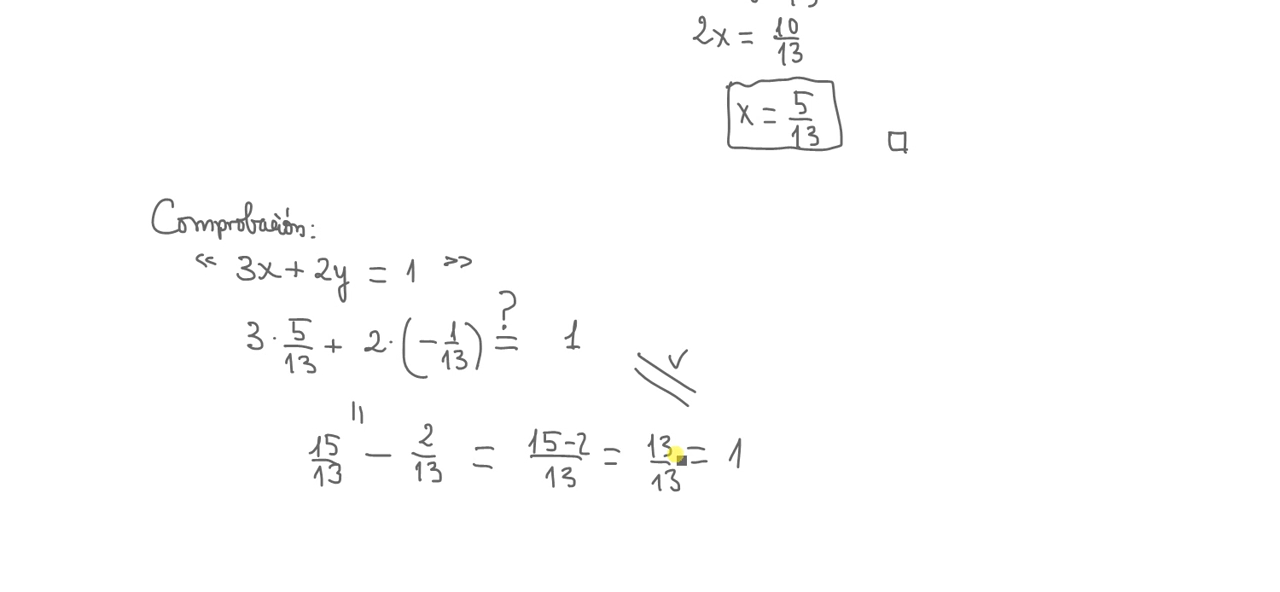 2x = 10/13
x = 5/13 □
Comprobación:
« 3x + 2y = 1 »
3 · 5/13 + 2 · (-1/13) ≟ 1 ✓
15/13 - 2/13 = 15-2/13 = 13/13 = 1